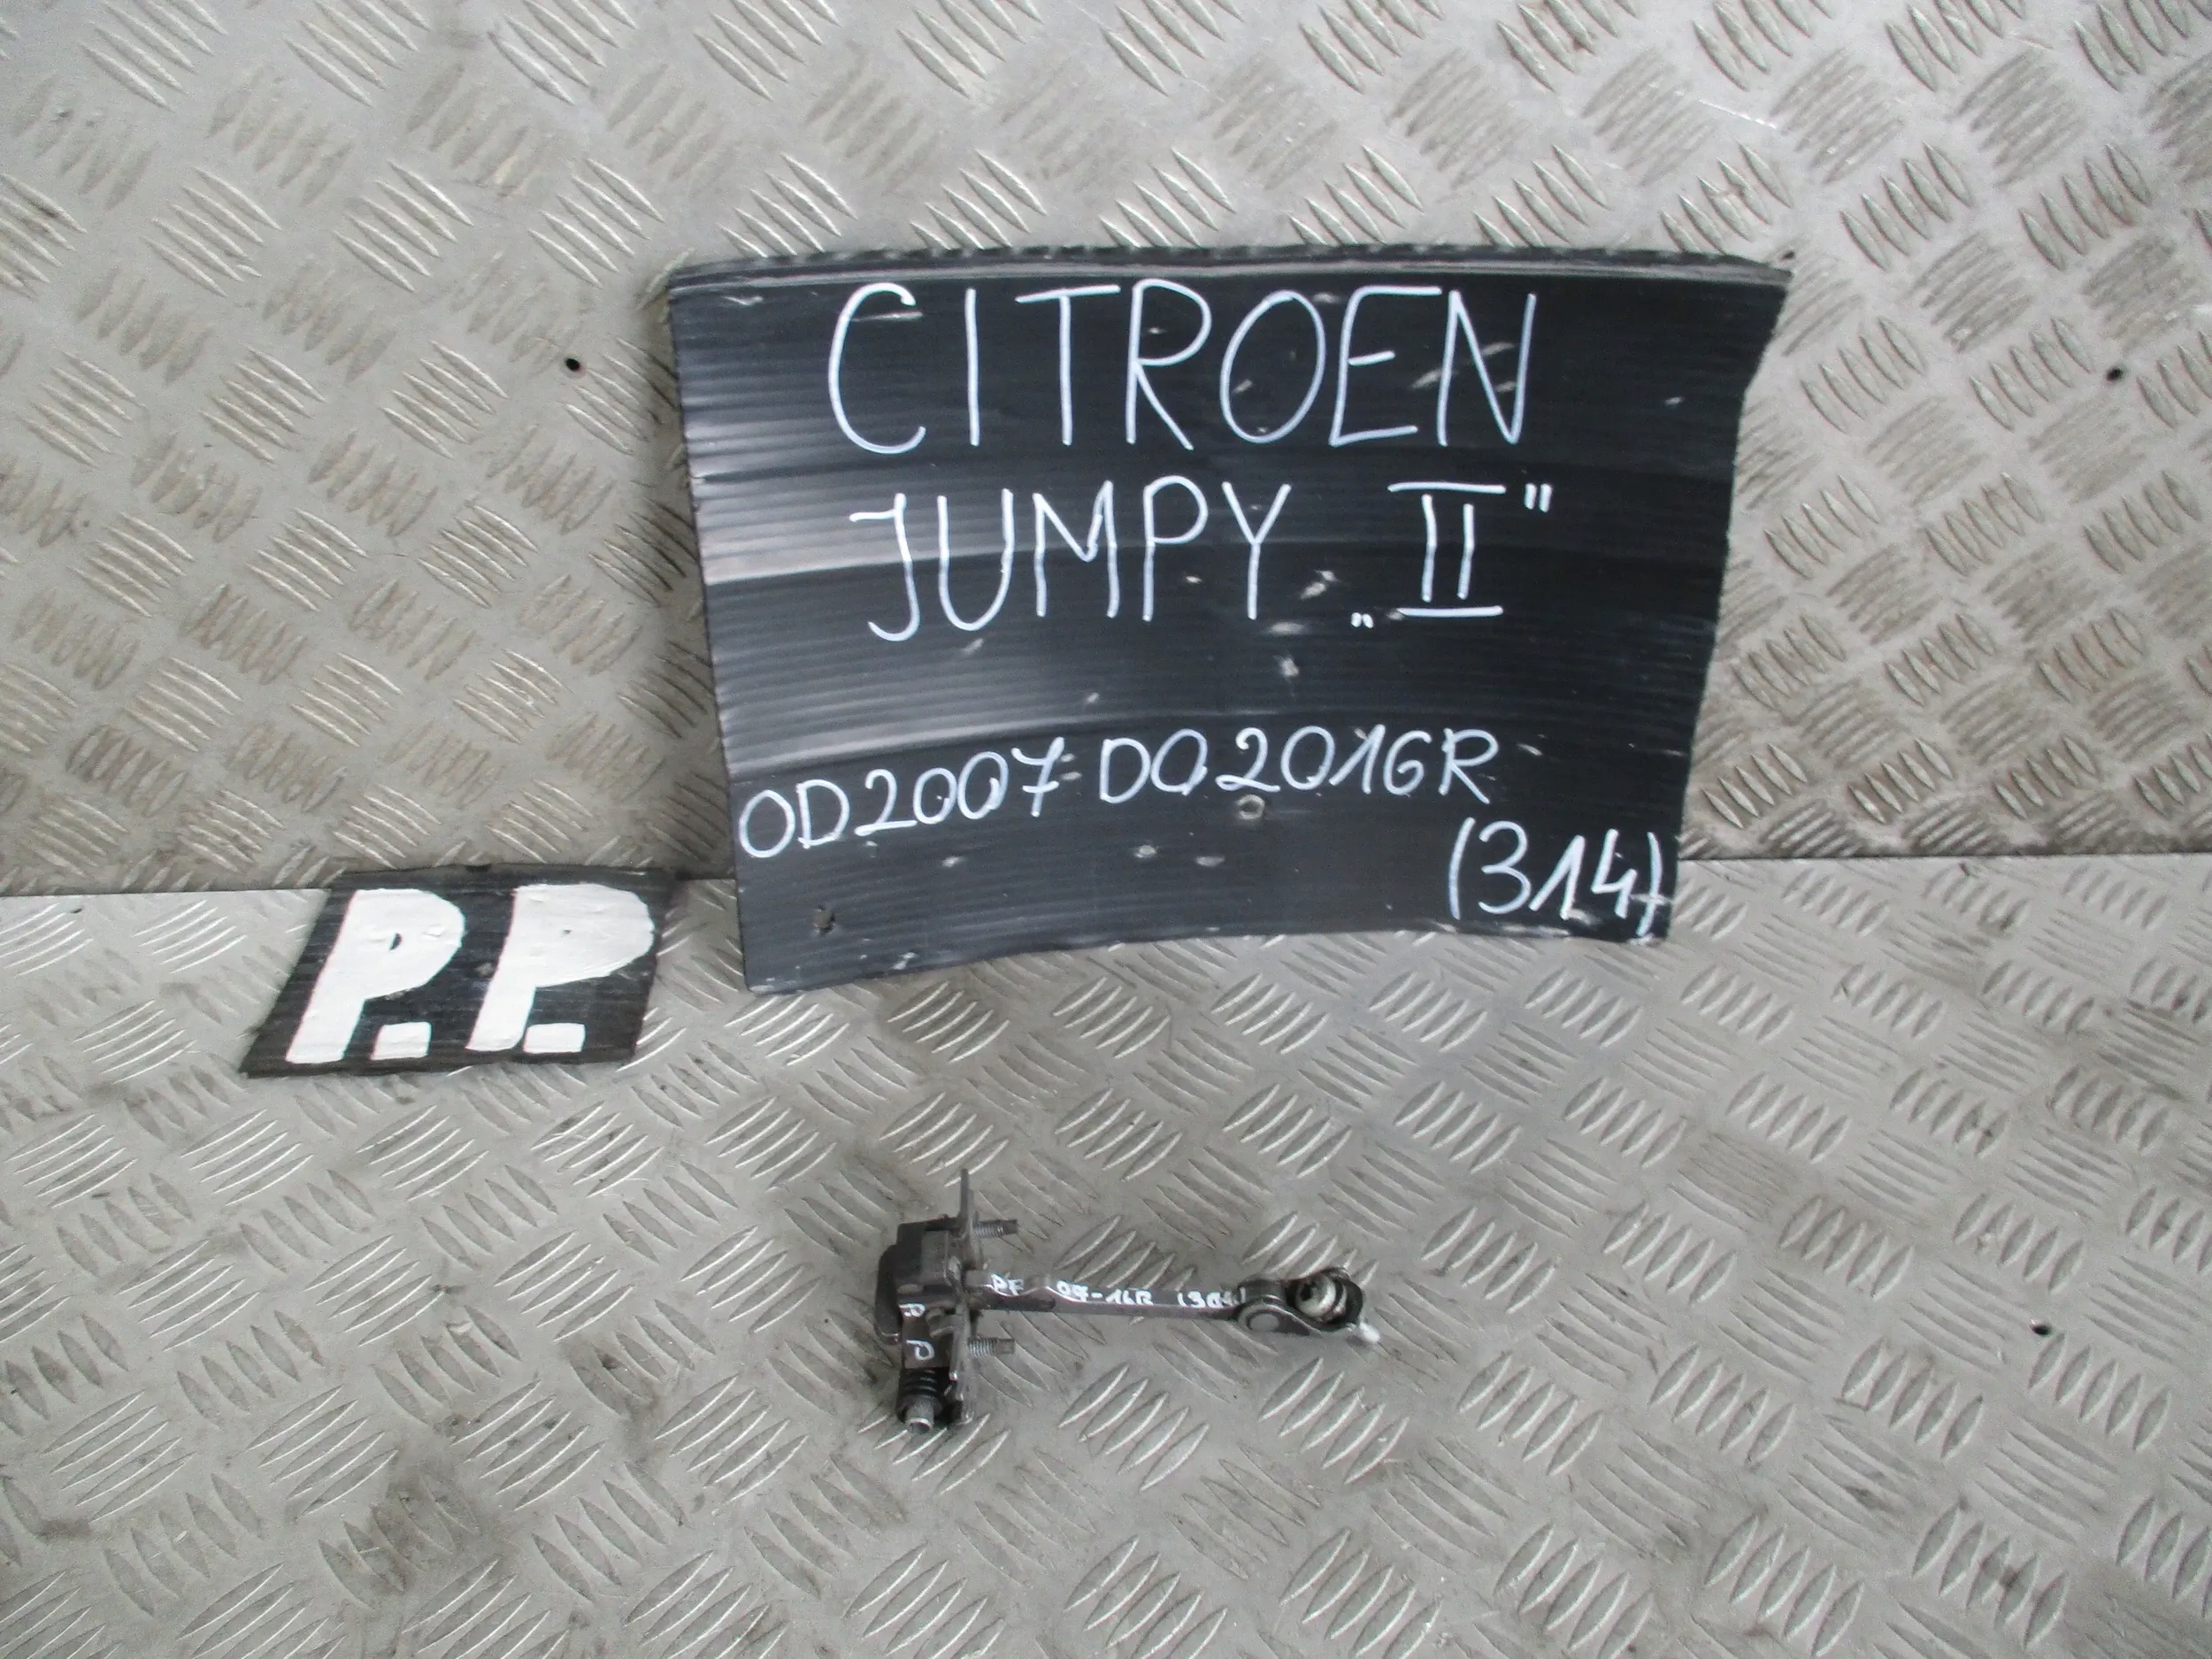 CITROEN
JUMPY „II"
OD2007 DO2016R
(314)
P.P.
P P